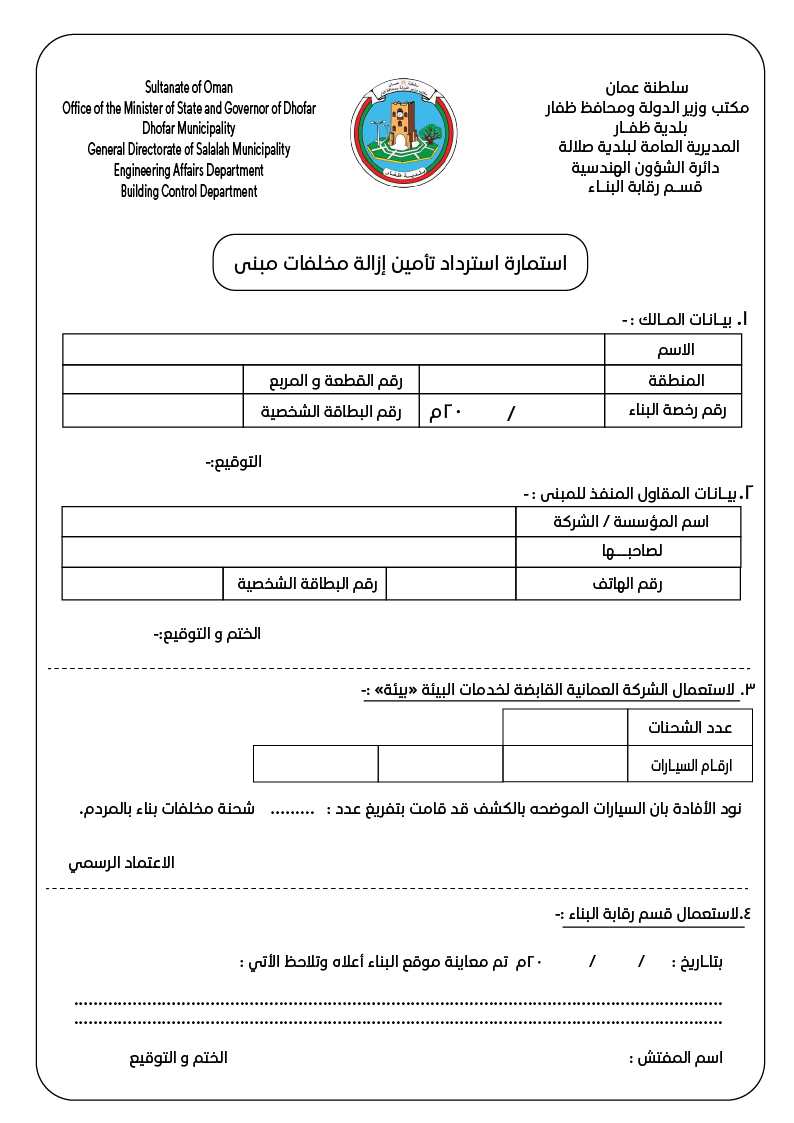 سلطنة عمان
مكتب وزير الدولة ومحافظ ظفار
بلدية ظفـار
المديرية العامة لبلدية صلالة
دائرة الشؤون الهندسية
قسـم رقابة البنـاء
Sultanate of Oman
Office of the Minister of State and Governor of Dhofar
Dhofar Municipality
General Directorate of Salalah Municipality
Engineering Affairs Department
Building Control Department
بلدية ظفار
استمارة استرداد تأمين إزالة مخلفات مبنى
١. بيـانـات المـالك : -
الاسم
المنطقة رقم القطعة و المربع
رقم رخصة البناء / ٢٠م رقم البطاقة الشخصية
التوقيع:-
٢.بيـانـات المقاول المنفذ للمبنى : -
اسم المؤسسة / الشركة
لصاحبــها
رقم الهاتف رقم البطاقة الشخصية
الختم و التوقيع:-
٣. لاستعمال الشركة العمانية القابضة لخدمات البيئة «بيئة» :-
عدد الشحنات
ارقـام السيـارات
نود الأفادة بان السيارات الموضحه بالكشف قد قامت بتفريغ عدد : ......... شحنة مخلفات بناء بالمردم.
الاعتماد الرسمي
٤.لاستعمال قسم رقابة البناء :-
بتـاريخ : / / ٢٠م تم معاينة موقع البناء أعلاه وتلاحظ الأتي :
اسم المفتش : الختم و التوقيع